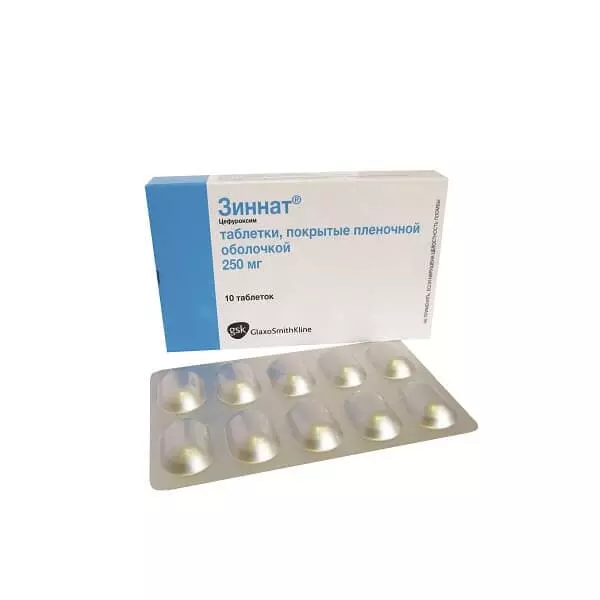 Зиннат®
Цефуроксим
таблетки, покрытые пленочной
оболочкой
250 мг
10 таблеток
gsk GlaxoSmithKline